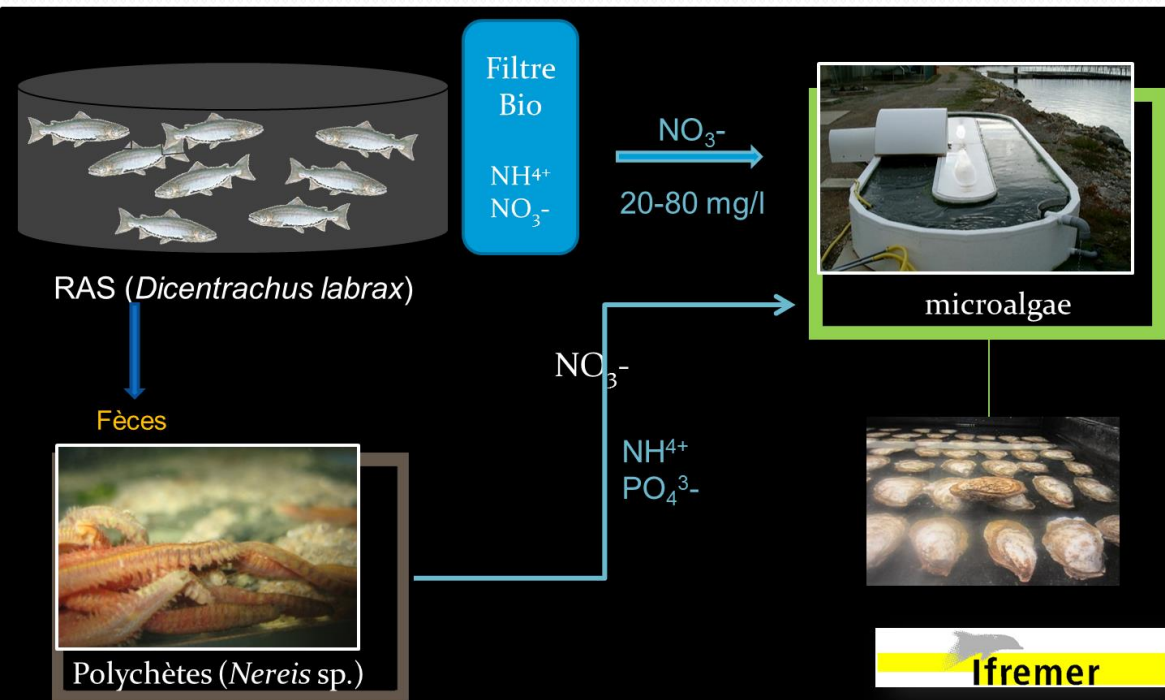 Filtre
Bio
NH⁴⁺
NO₃-
NO₃-
20-80 mg/l
RAS (Dicentrachus labrax)
microalgae
Fèces
NO₃-
NH⁴⁺
PO₄³-
Polychètes (Nereis sp.)
Ifremer